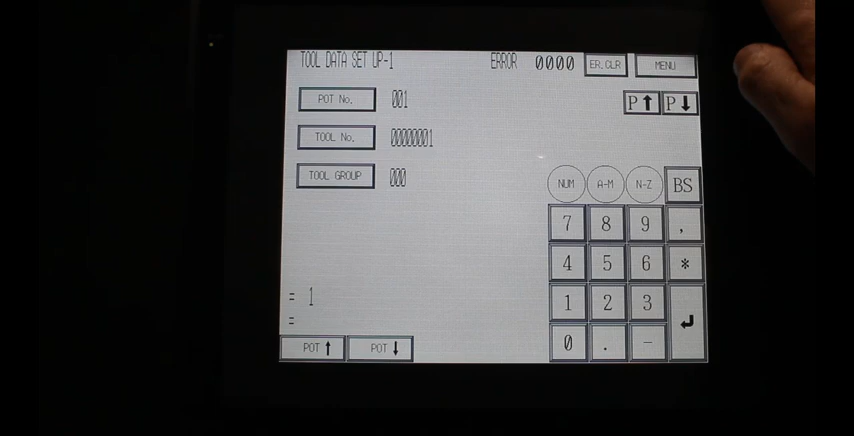 TOOL DATA SET UP-1 ERROR 0000 ER.CLR MENU
POT No. 001 P↑ P↓
TOOL No. 00000001
TOOL GROUP 000 NUM A-M N-Z BS
7 8 9 ,
4 5 6 *
= 1 1 2 3 ↵
=
0 . -
POT ↑ POT ↓